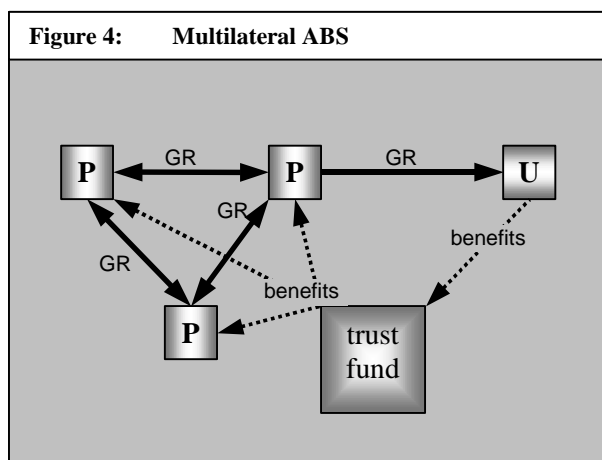 Figure 4: Multilateral ABS
GR
GR
P
P
U
GR
benefits
GR
benefits
P
trust
fund